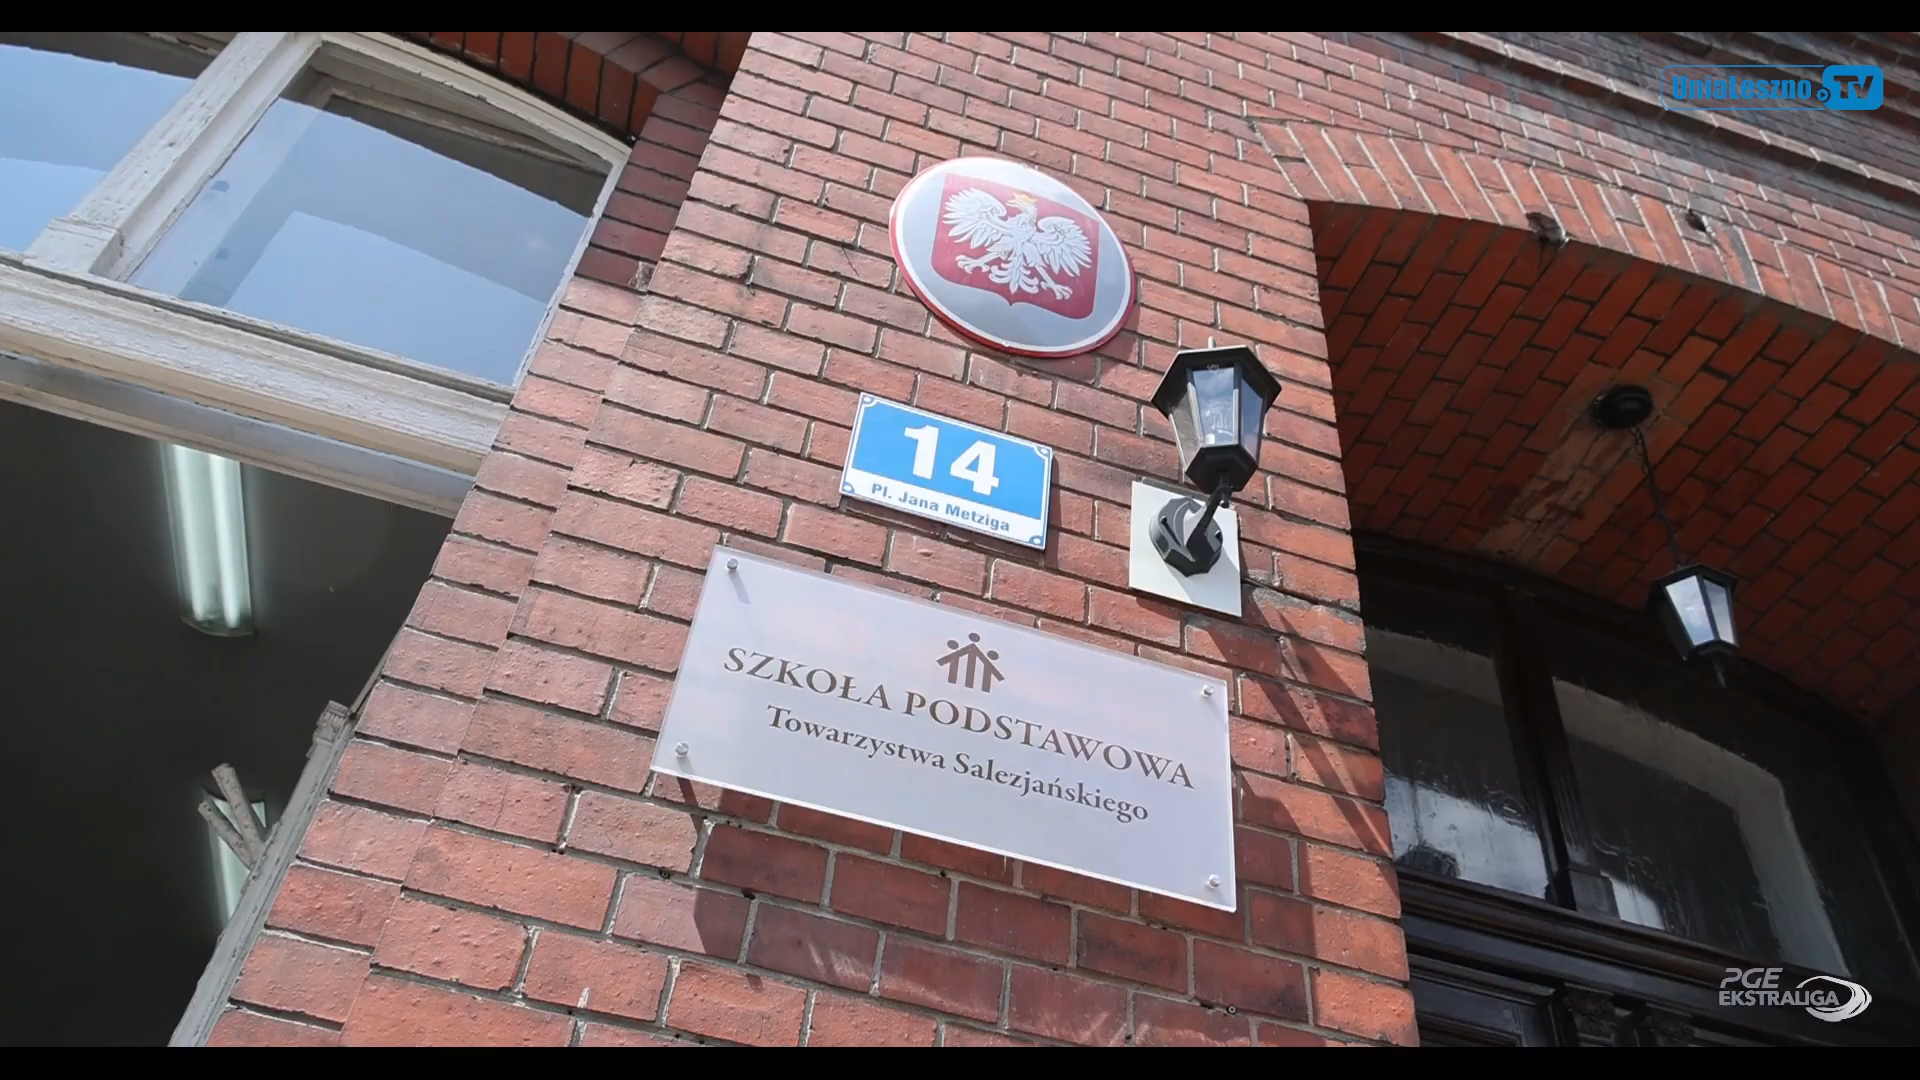 UniaLeszno.TV
14
Pl. Jana Metziga
SZKOŁA PODSTAWOWA
Towarzystwa Salezjańskiego
PGE
EKSTRALIGA